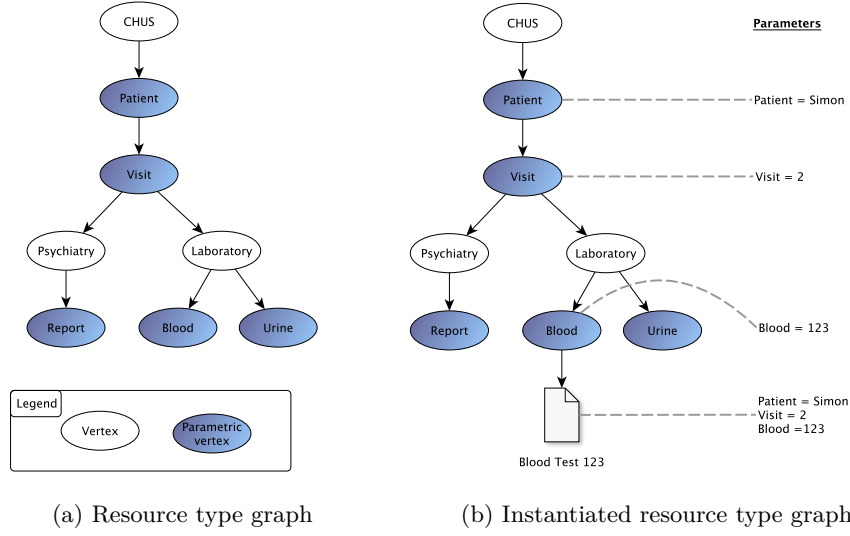 CHUS
Patient
Visit
Psychiatry
Laboratory
Report
Blood
Urine
Legend
Vertex
Parametric
vertex
(a) Resource type graph
CHUS
Parameters
Patient
Patient = Simon
Visit
Visit = 2
Psychiatry
Laboratory
Report
Blood
Urine
Blood = 123
Patient = Simon
Visit = 2
Blood =123
Blood Test 123
(b) Instantiated resource type graph